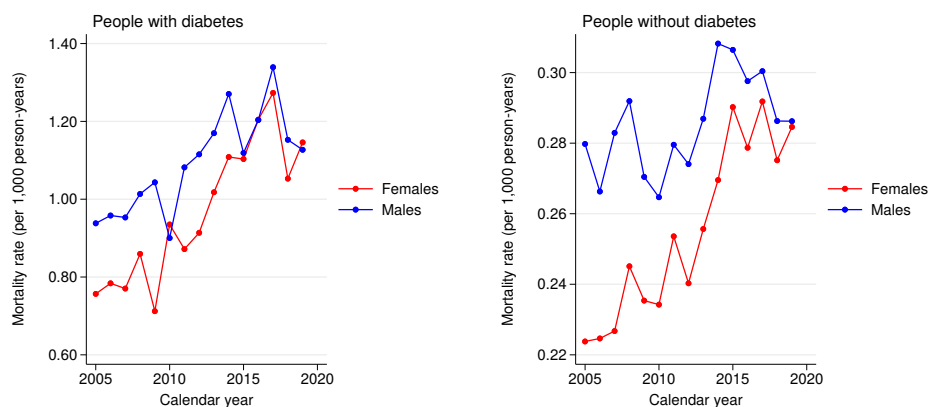 People with diabetes
Mortality rate (per 1,000 person-years)
1.40
1.20
1.00
0.80
0.60
2005
2010
2015
2020
Calendar year
Females
Males
People without diabetes
Mortality rate (per 1,000 person-years)
0.30
0.28
0.26
0.24
0.22
2005
2010
2015
2020
Calendar year
Females
Males